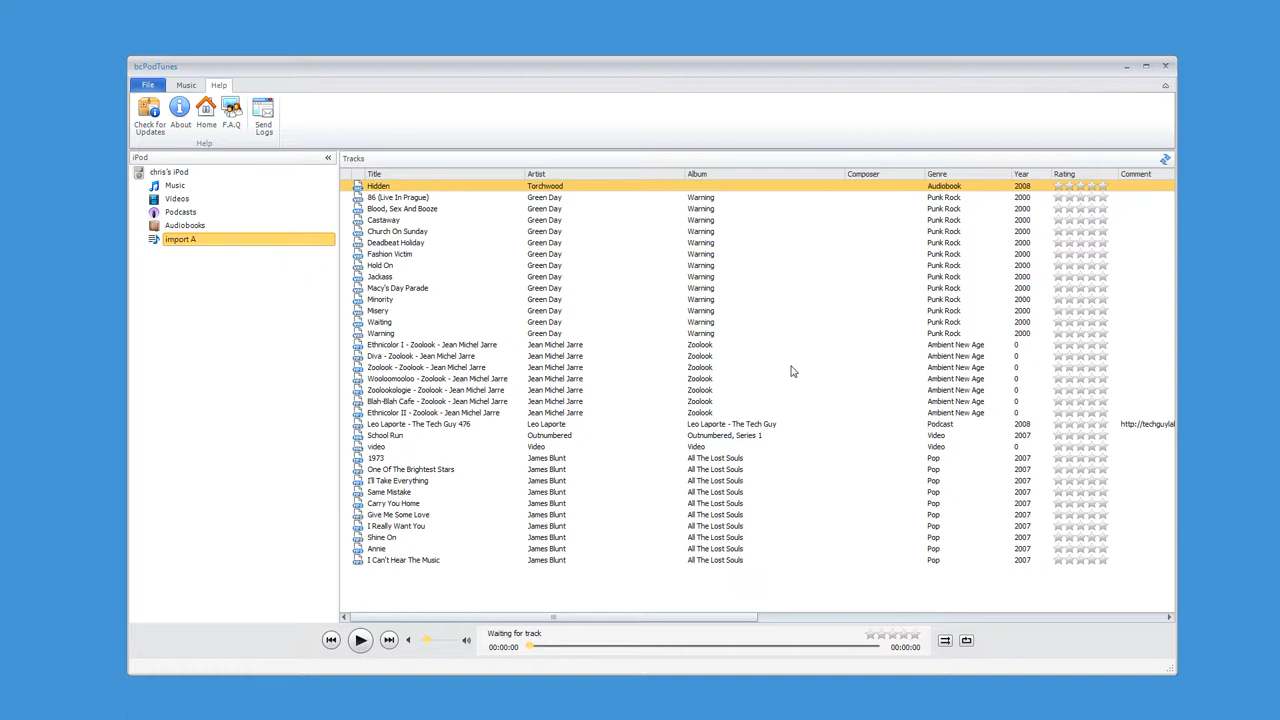 bcPodTunes
File Music Help
Check for Updates About Home F.A.Q Send Logs
Help
iPod «
chris's iPod
Music
Videos
Podcasts
Audiobooks
import A
Tracks
Title Artist Album Composer Genre Year Rating Comment
Hidden Torchwood Audiobook 2008
86 (Live In Prague) Green Day Warning Punk Rock 2000
Blood, Sex And Booze Green Day Warning Punk Rock 2000
Castaway Green Day Warning Punk Rock 2000
Church On Sunday Green Day Warning Punk Rock 2000
Deadbeat Holiday Green Day Warning Punk Rock 2000
Fashion Victim Green Day Warning Punk Rock 2000
Hold On Green Day Warning Punk Rock 2000
Jackass Green Day Warning Punk Rock 2000
Macy's Day Parade Green Day Warning Punk Rock 2000
Minority Green Day Warning Punk Rock 2000
Misery Green Day Warning Punk Rock 2000
Waiting Green Day Warning Punk Rock 2000
Warning Green Day Warning Punk Rock 2000
Ethnicolor I - Zoolook - Jean Michel Jarre Jean Michel Jarre Zoolook Ambient New Age 0
Diva - Zoolook - Jean Michel Jarre Jean Michel Jarre Zoolook Ambient New Age 0
Zoolook - Zoolook - Jean Michel Jarre Jean Michel Jarre Zoolook Ambient New Age 0
Wooloomooloo - Zoolook - Jean Michel Jarre Jean Michel Jarre Zoolook Ambient New Age 0
Zoolookologie - Zoolook - Jean Michel Jarre Jean Michel Jarre Zoolook Ambient New Age 0
Blah-Blah Cafe - Zoolook - Jean Michel Jarre Jean Michel Jarre Zoolook Ambient New Age 0
Ethnicolor II - Zoolook - Jean Michel Jarre Jean Michel Jarre Zoolook Ambient New Age 0
Leo Laporte - The Tech Guy 476 Leo Laporte Leo Laporte - The Tech Guy Podcast 2008 http://techguylal
School Run Outnumbered Outnumbered, Series 1 Video 2007
video Video Video Video 0
1973 James Blunt All The Lost Souls Pop 2007
One Of The Brightest Stars James Blunt All The Lost Souls Pop 2007
I'll Take Everything James Blunt All The Lost Souls Pop 2007
Same Mistake James Blunt All The Lost Souls Pop 2007
Carry You Home James Blunt All The Lost Souls Pop 2007
Give Me Some Love James Blunt All The Lost Souls Pop 2007
I Really Want You James Blunt All The Lost Souls Pop 2007
Shine On James Blunt All The Lost Souls Pop 2007
Annie James Blunt All The Lost Souls Pop 2007
I Can't Hear The Music James Blunt All The Lost Souls Pop 2007
Waiting for track
00:00:00 00:00:00